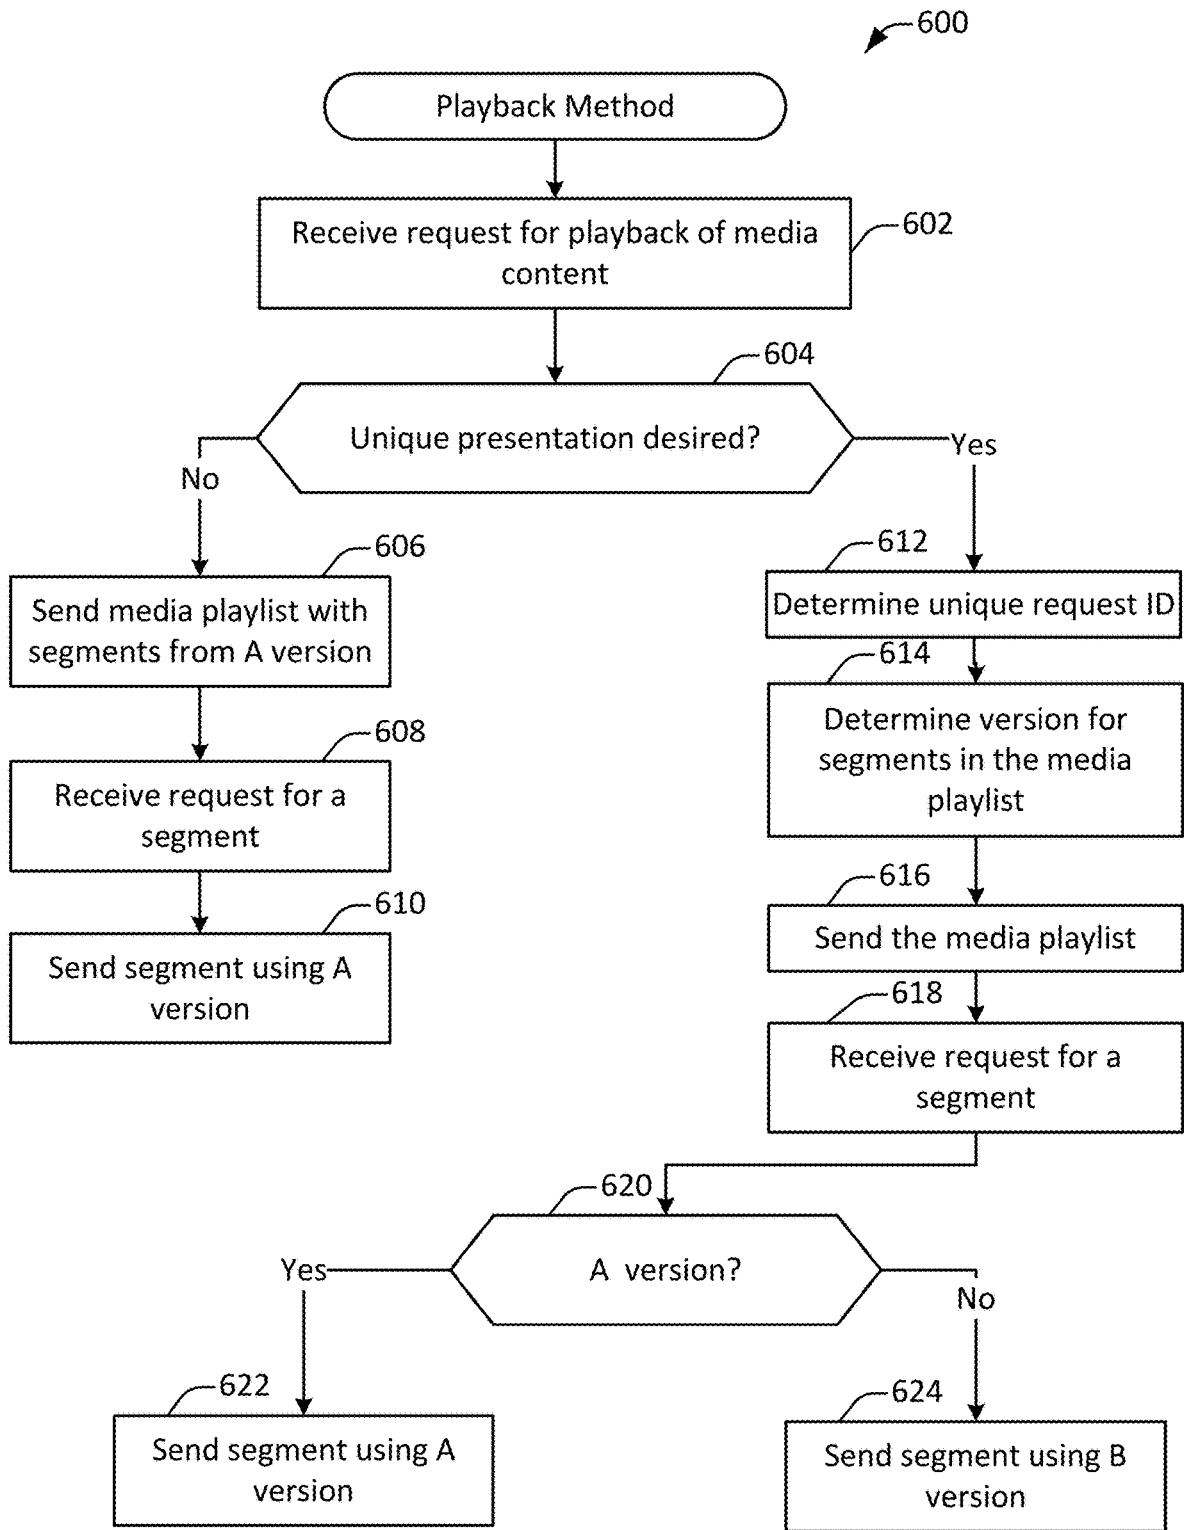 600
Playback Method
Receive request for playback of media
content
602
604
Unique presentation desired?
No
Yes
606
Send media playlist with
segments from A version
608
Receive request for a
segment
610
Send segment using A
version
612
Determine unique request ID
614
Determine version for
segments in the media
playlist
616
Send the media playlist
618
Receive request for a
segment
620
A version?
Yes
No
622
Send segment using A
version
624
Send segment using B
version